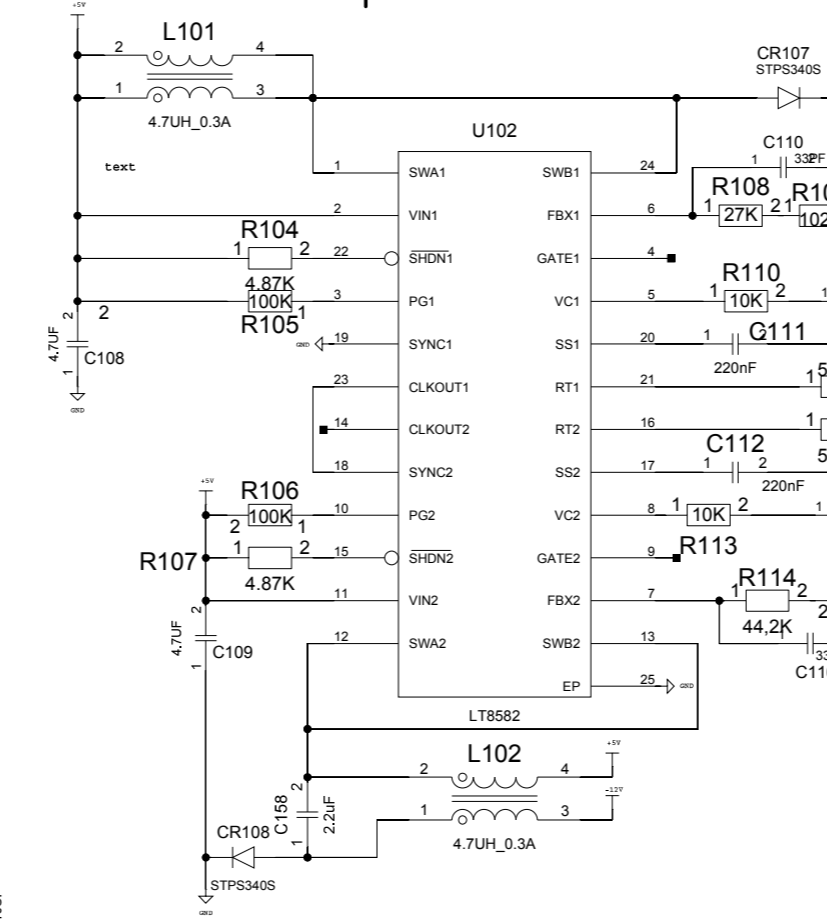 +5V
L101
2 4
1 3
4.7UH_0.3A
text
CR107
STPS340S
U102
C110
1
R108
1 27K 2 1
1 SWA1 SWB1 24
2 VIN1 FBX1 6
R104
1 2 22 SHDN1 GATE1 4
4.87K
R110
1 10K 2
2 100K 1 3 PG1 VC1 5
R105
4.7UF 2 1 C108
GND
GND 19 SYNC1 SS1 20 1 2 C111
220nF
23 CLKOUT1 RT1 21 1
14 CLKOUT2 RT2 16 1
C112
18 SYNC2 SS2 17 1 2
220nF
+5V
R106
2 100K 1 10 PG2 VC2 8 1 10K 2 1
R113
R107 1 2 15 SHDN2 GATE2 9
4.87K
R114
11 VIN2 FBX2 7 1 2
44,2K
4.7UF 2 1 C109
12 SWA2 SWB2 13
EP 25 GND
LT8582
L102
2 4 +5V
1 3 -12V
4.7UH_0.3A
C158 2 1 2.2uF
CR108
STPS340S
GND